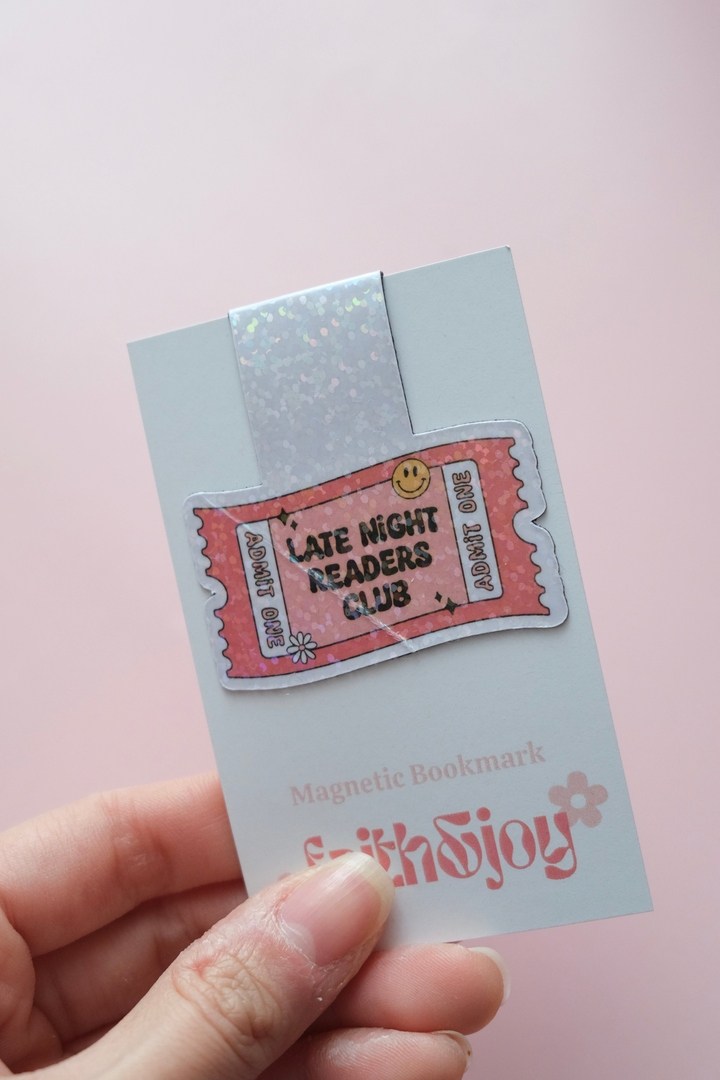 ADMiT ONE
LATE NiGHT
READERS
CLUB
ADMiT ONE
Magnetic Bookmark
faith&joy